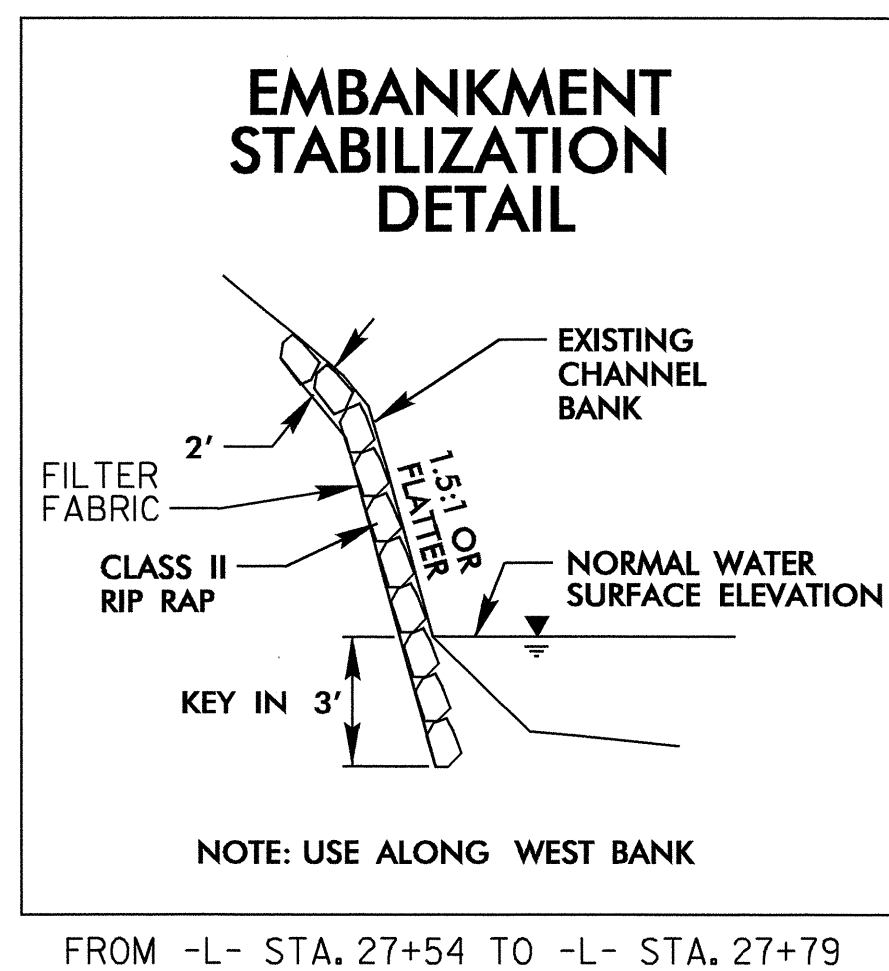 EMBANKMENT
STABILIZATION
DETAIL
EXISTING
CHANNEL
BANK
2'
FILTER
FABRIC
1.5:1 OR
FLATTER
CLASS II
RIP RAP
NORMAL WATER
SURFACE ELEVATION
KEY IN 3'
NOTE: USE ALONG WEST BANK
FROM -L- STA. 27+54 TO -L- STA. 27+79